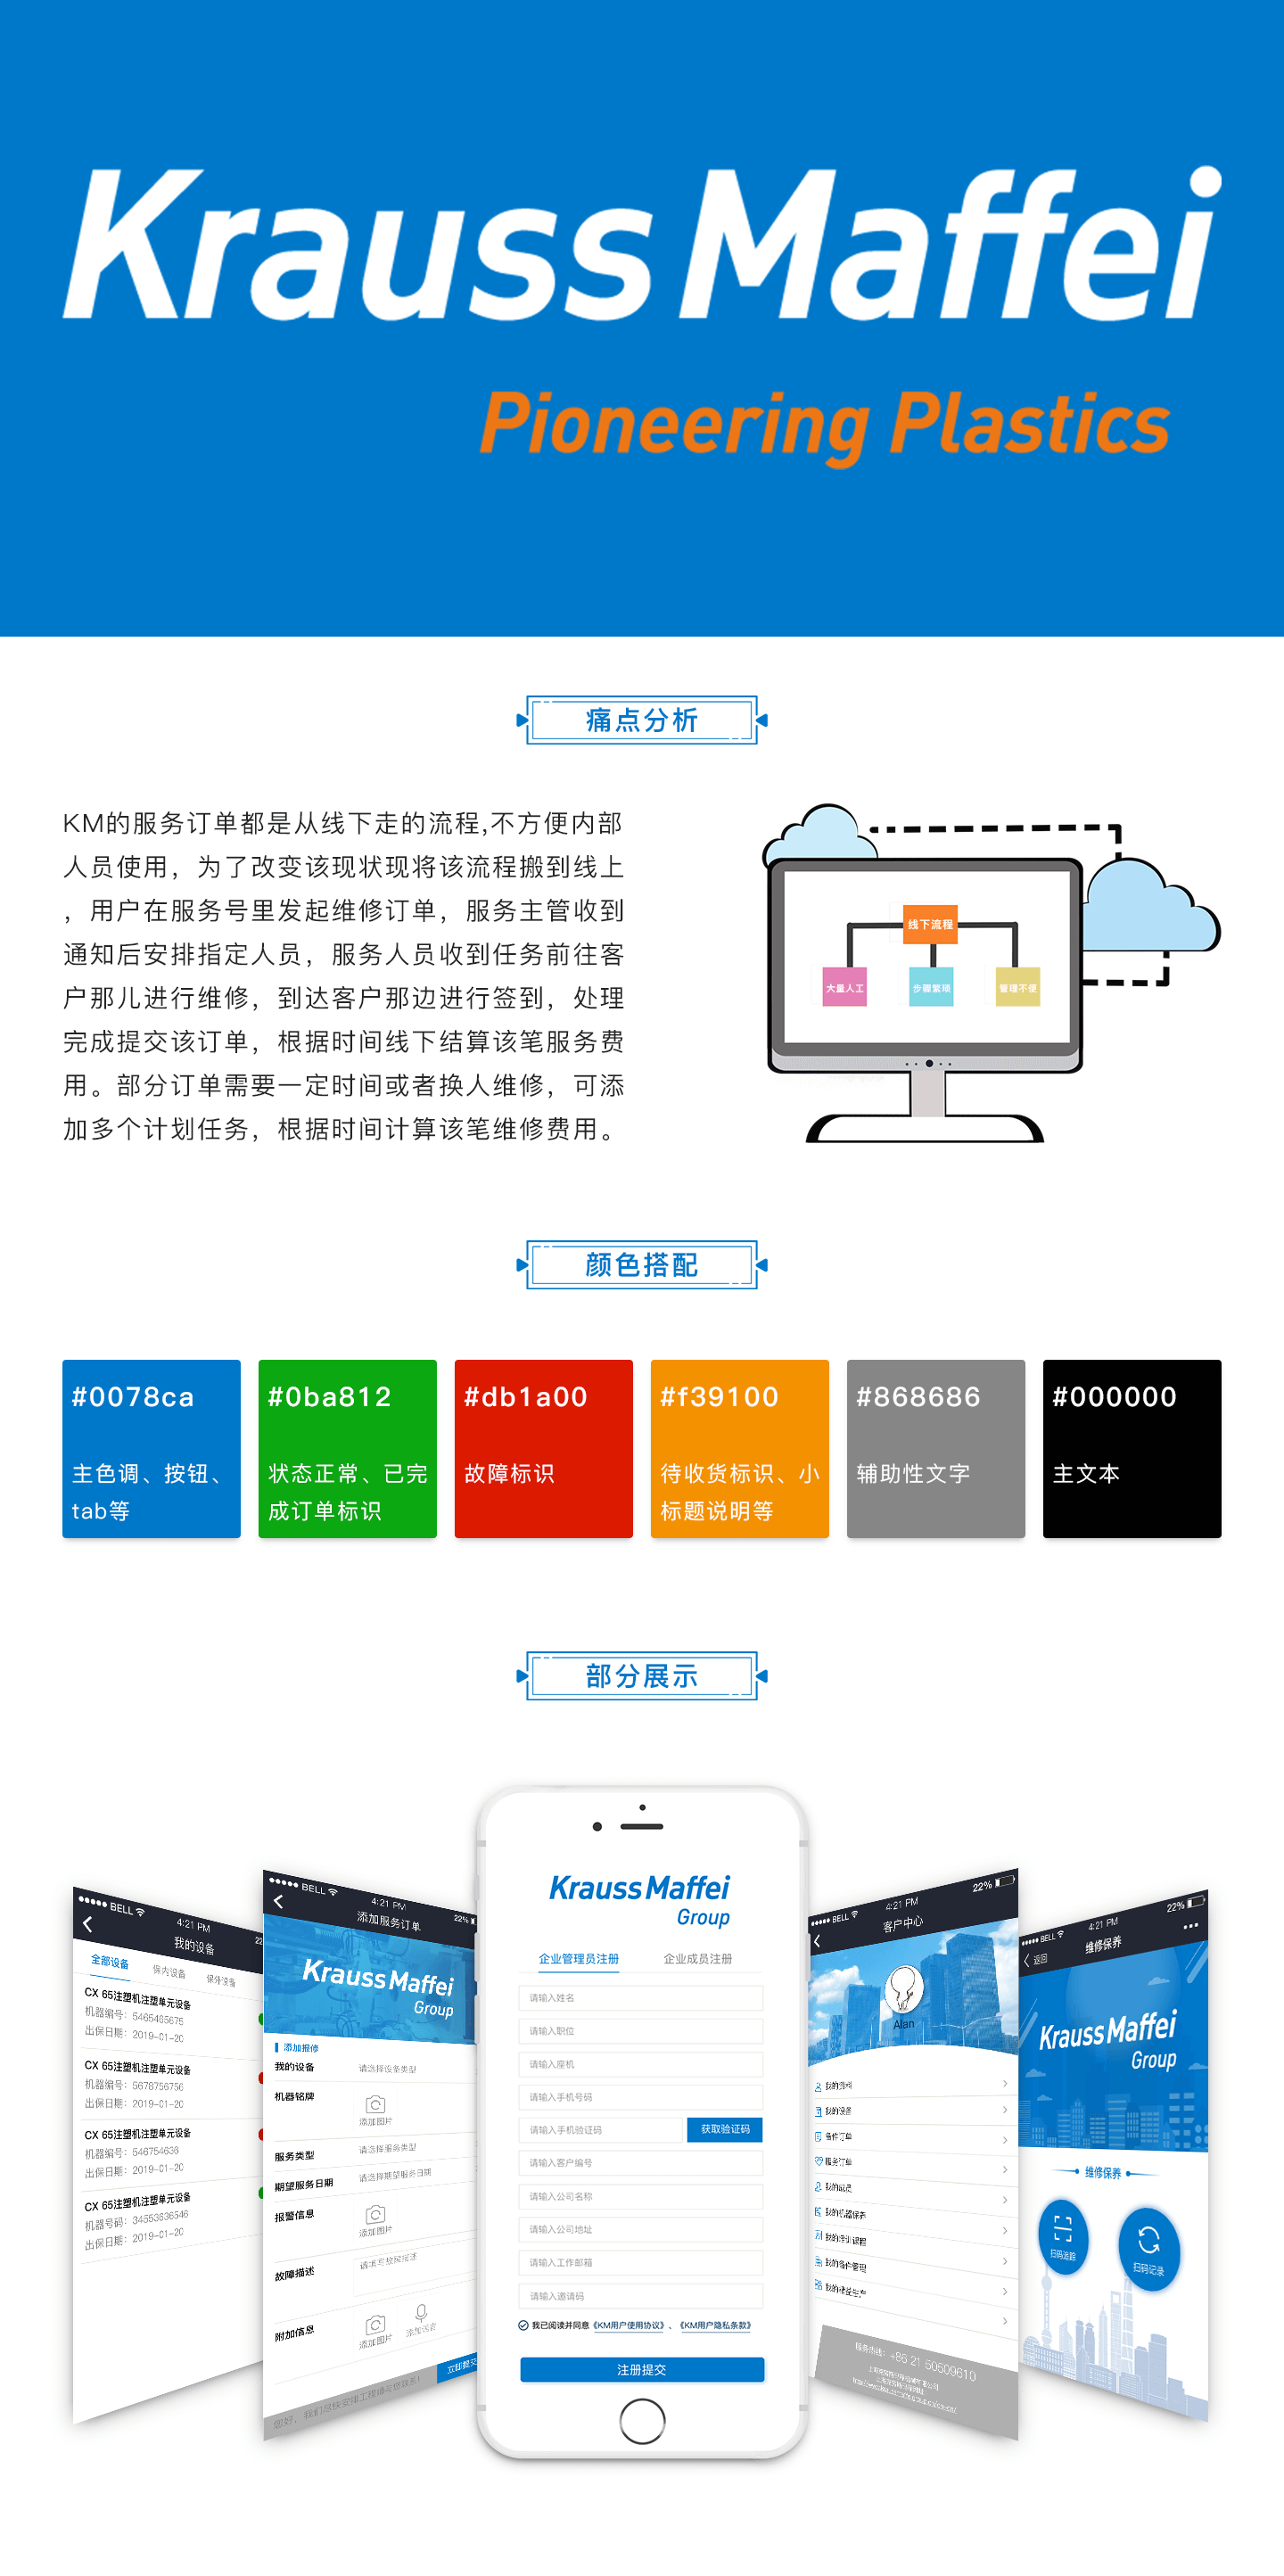 Krauss Maffei
Pioneering Plastics
痛点分析
KM的服务订单都是从线下走的流程,不方便内部
人员使用，为了改变该现状现将该流程搬到线上
，用户在服务号里发起维修订单，服务主管收到
通知后安排指定人员，服务人员收到任务前往客
户那儿进行维修，到达客户那边进行签到，处理
完成提交该订单，根据时间线下结算该笔服务费
用。部分订单需要一定时间或者换人维修，可添
加多个计划任务，根据时间计算该笔维修费用。
线下流程
大量人工
步骤繁琐
管理不便
颜色搭配
#0078ca
主色调、按钮、
tab等
#0ba812
状态正常、已完
成订单标识
#db1a00
故障标识
#f39100
待收货标识、小
标题说明等
#868686
辅助性文字
#000000
主文本
部分展示
BELL 4:21 PM 22
我的设备
全部设备 保内设备 保外设备
CX 65注塑机注塑单元设备
机器编号：5465465675
出保日期：2019-01-20
CX 65注塑机注塑单元设备
机器编号：5678756756
出保日期：2019-01-20
CX 65注塑机注塑单元设备
机器编号：546754636
出保日期：2019-01-20
CX 65注塑机注塑单元设备
机器号码：34553636546
出保日期：2019-01-20
BELL 4:21 PM 22%
添加服务订单
Krauss Maffei
Group
添加报修
我的设备 请选择设备类型
机器铭牌
添加图片
服务类型 请选择服务类型
期望服务日期 请选择期望服务日期
报警信息
添加图片
故障描述 请填写故障描述
附加信息
添加图片 添加语音
立即提交
Krauss Maffei
Group
企业管理员注册 企业成员注册
请输入姓名
请输入职位
请输入座机
请输入手机号码
请输入手机验证码 获取验证码
请输入客户编号
请输入公司名称
请输入公司地址
请输入工作邮箱
请输入邀请码
我已阅读并同意《KM用户使用协议》、《KM用户隐私条款》
注册提交
BELL 4:21 PM 22%
客户中心
Alan
我的资料
我的设备
备件订单
服务订单
我的成员
我的机器保养
我的培训课程
我的备件管理
服务热线：+86 21 50509610
BELL 4:21 PM 22%
返回 维修保养
Krauss Maffei
Group
维修保养
扫码追踪
扫码记录